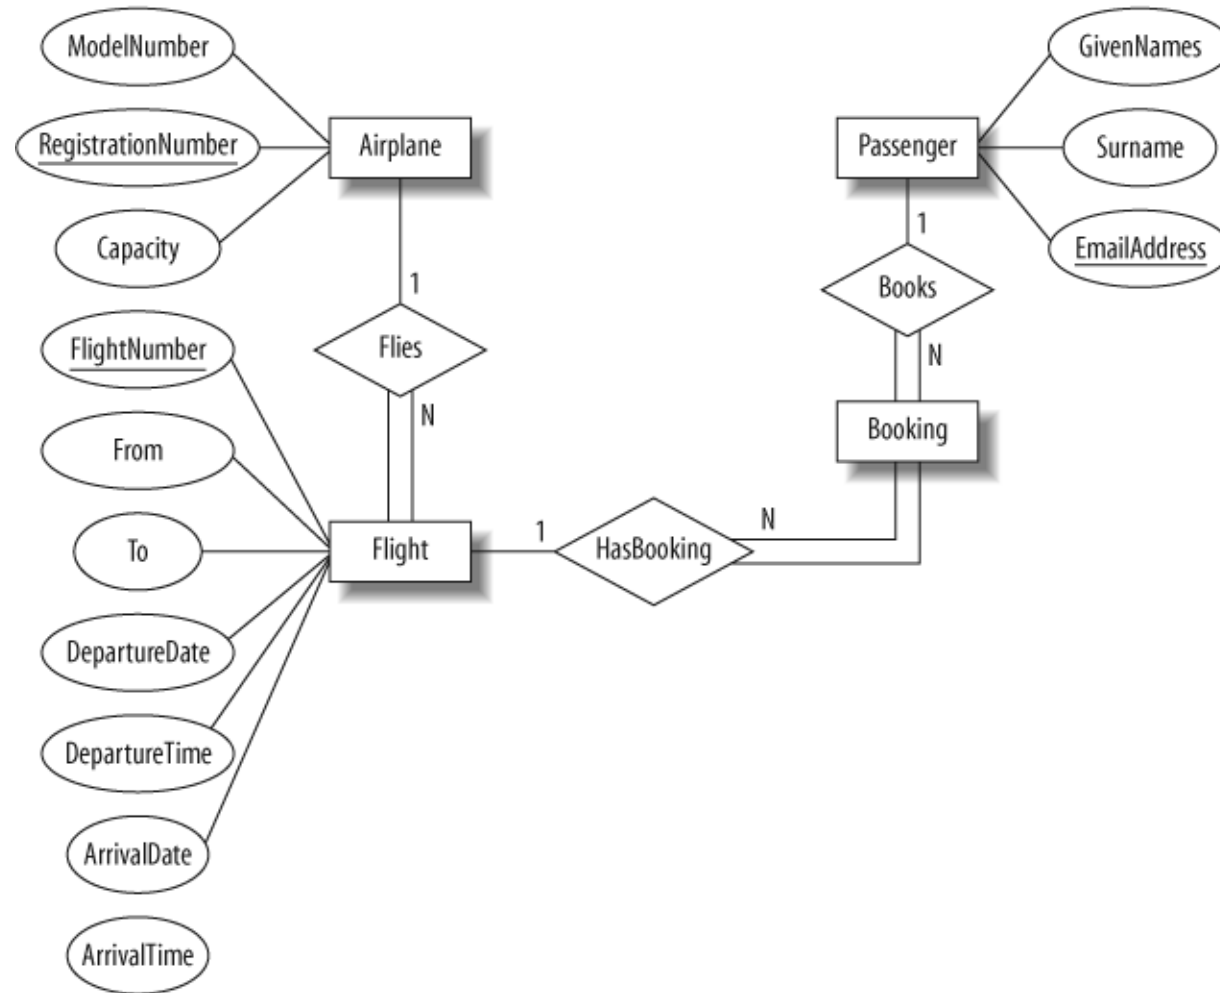 ModelNumber
GivenNames
RegistrationNumber
Airplane
Passenger
Surname
Capacity
1
EmailAddress
1
Books
FlightNumber
Flies
N
N
Booking
From
To
Flight
1
HasBooking
N
DepartureDate
DepartureTime
ArrivalDate
ArrivalTime